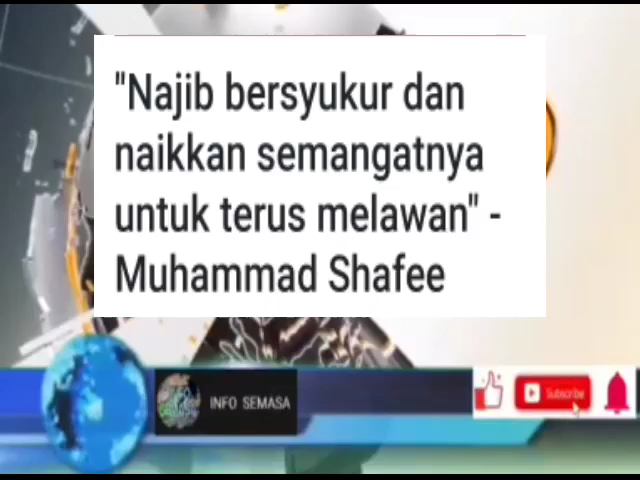 "Najib bersyukur dan
naikkan semangatnya
untuk terus melawan" -
Muhammad Shafee
INFO SEMASA
Subscribe